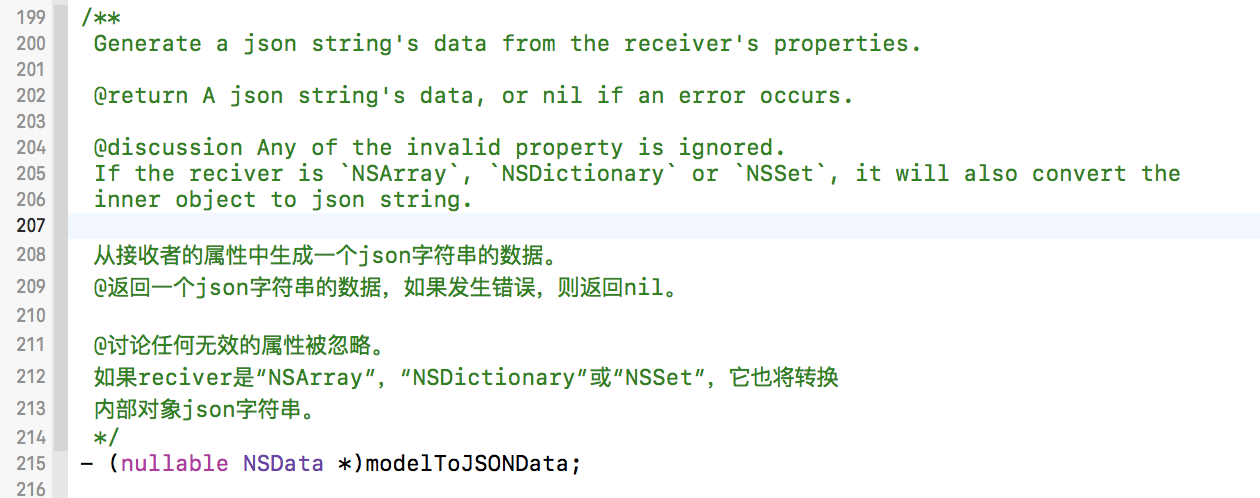 199 /**
200 Generate a json string's data from the receiver's properties.
201
202 @return A json string's data, or nil if an error occurs.
203
204 @discussion Any of the invalid property is ignored.
205 If the reciver is `NSArray`, `NSDictionary` or `NSSet`, it will also convert the
206 inner object to json string.
207
208 从接收者的属性中生成一个json字符串的数据。
209 @返回一个json字符串的数据，如果发生错误，则返回nil。
210
211 @讨论任何无效的属性被忽略。
212 如果reciver是“NSArray”，“NSDictionary”或“NSSet”，它也将转换
213 内部对象json字符串。
214 */
215 - (nullable NSData *)modelToJSONData;
216